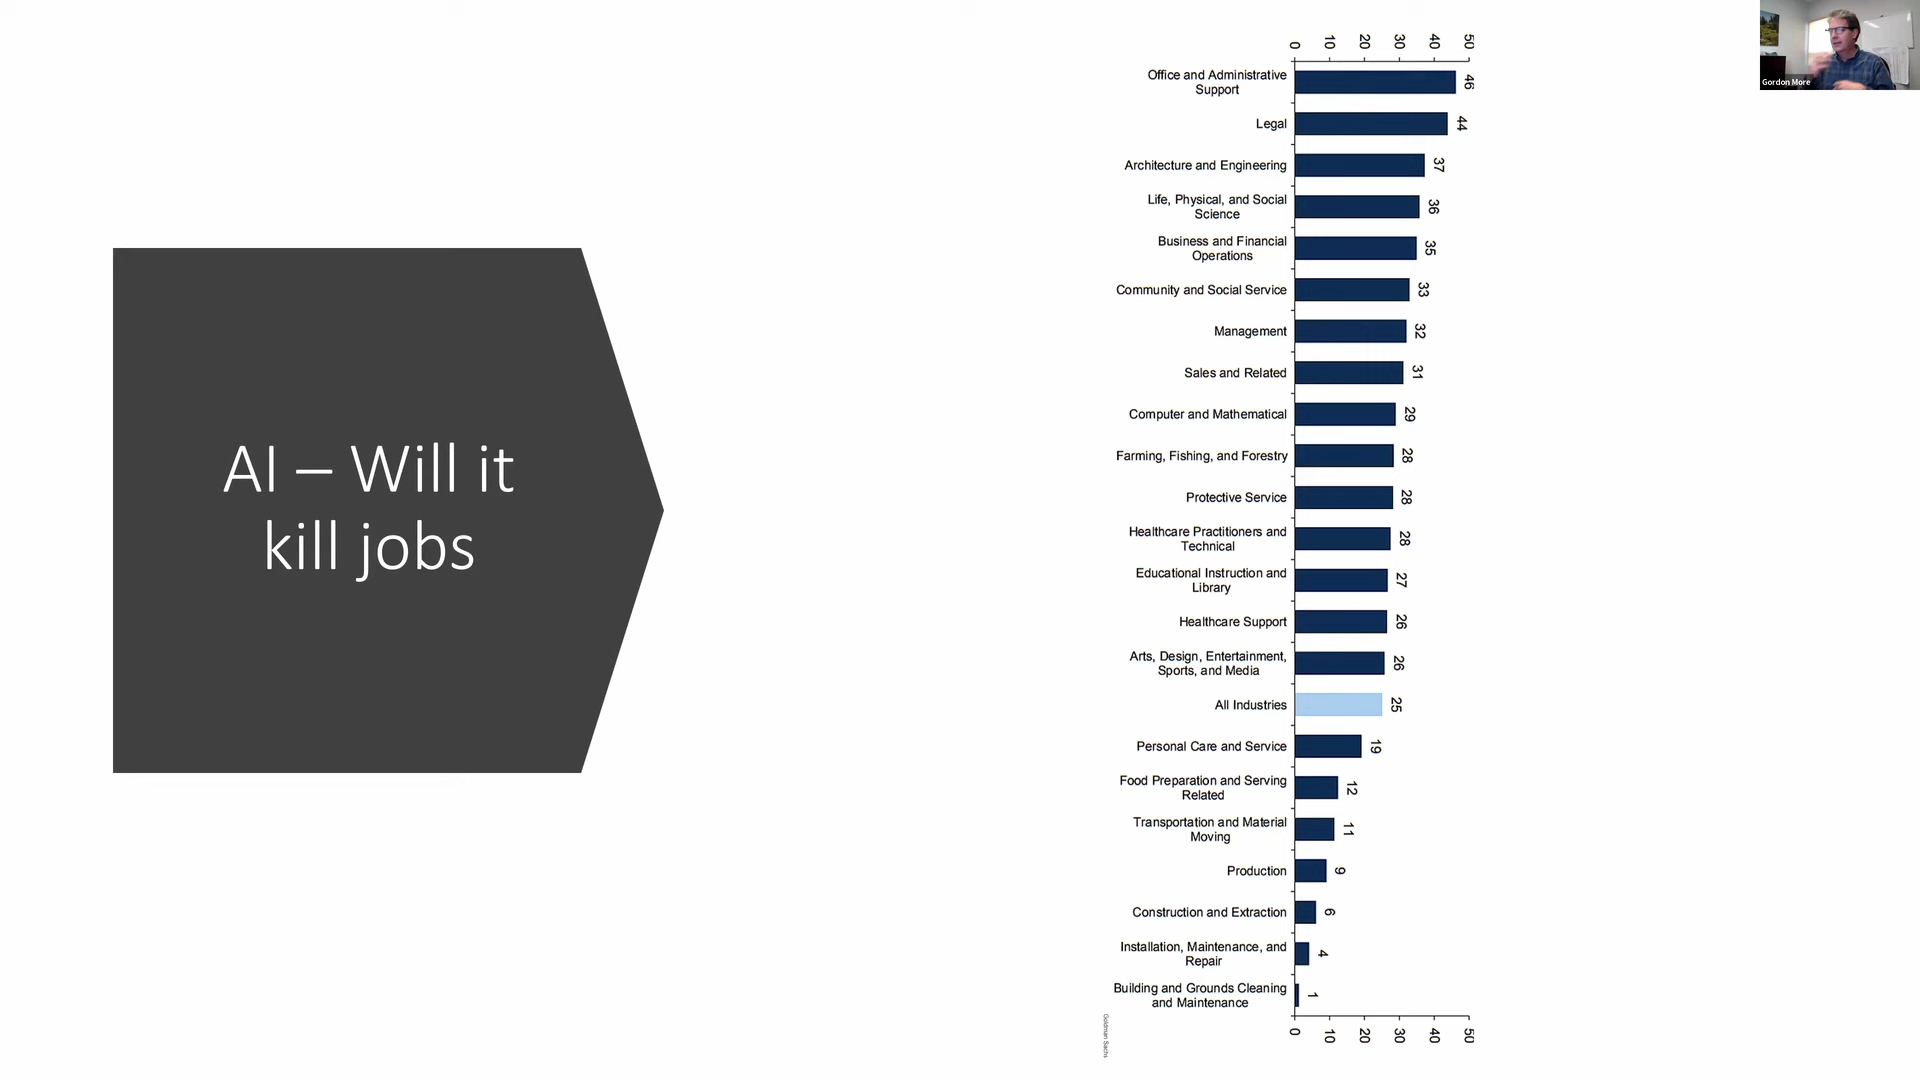 AI – Will it
kill jobs
0 10 20 30 40 50
Office and Administrative
Support
46
Legal
44
Architecture and Engineering
37
Life, Physical, and Social
Science
36
Business and Financial
Operations
35
Community and Social Service
33
Management
32
Sales and Related
31
Computer and Mathematical
29
Farming, Fishing, and Forestry
28
Protective Service
28
Healthcare Practitioners and
Technical
28
Educational Instruction and
Library
27
Healthcare Support
26
Arts, Design, Entertainment,
Sports, and Media
26
All Industries
25
Personal Care and Service
19
Food Preparation and Serving
Related
12
Transportation and Material
Moving
11
Production
9
Construction and Extraction
6
Installation, Maintenance, and
Repair
4
Building and Grounds Cleaning
and Maintenance
1
0 10 20 30 40 50
Goldman Sachs
Gordon More